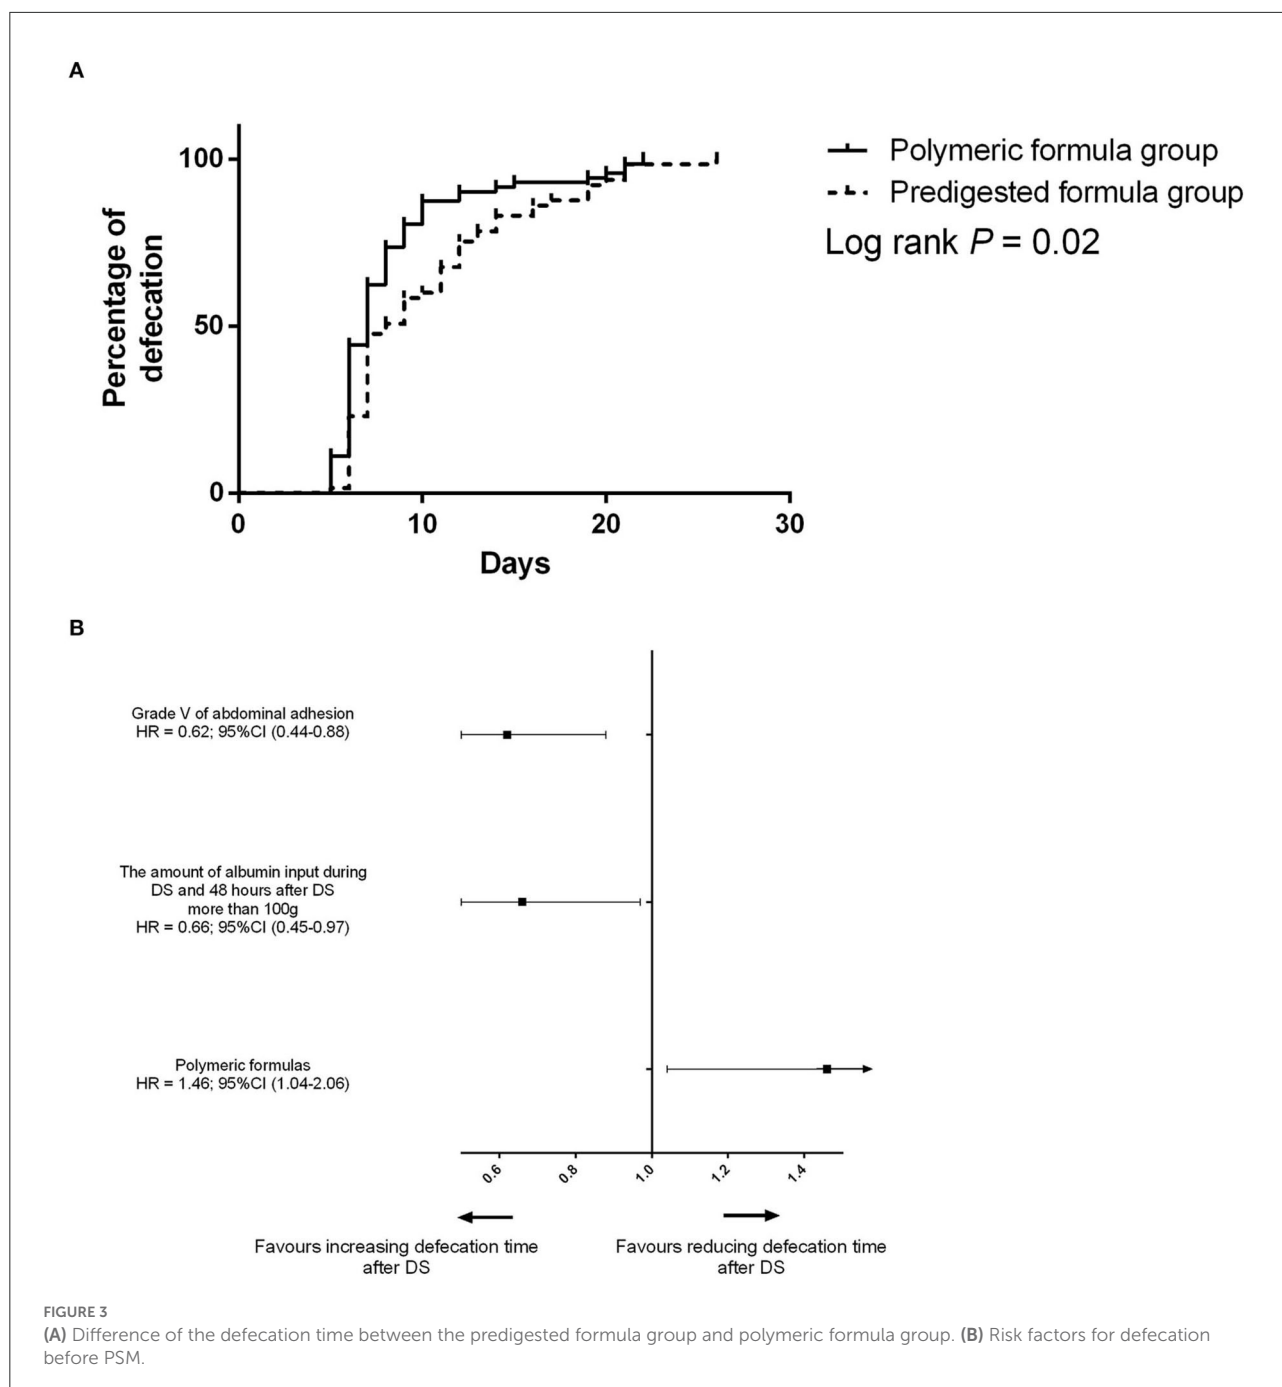 A
100
50
0
0
10
20
30
Percentage of
defecation
Days
Polymeric formula group
Predigested formula group
Log rank P = 0.02
B
Grade V of abdominal adhesion
HR = 0.62; 95%CI (0.44-0.88)
The amount of albumin input during
DS and 48 hours after DS
more than 100g
HR = 0.66; 95%CI (0.45-0.97)
Polymeric formulas
HR = 1.46; 95%CI (1.04-2.06)
0.6
0.8
1.0
1.2
1.4
Favours increasing defecation time
after DS
Favours reducing defecation time
after DS
FIGURE 3
(A) Difference of the defecation time between the predigested formula group and polymeric formula group. (B) Risk factors for defecation
before PSM.